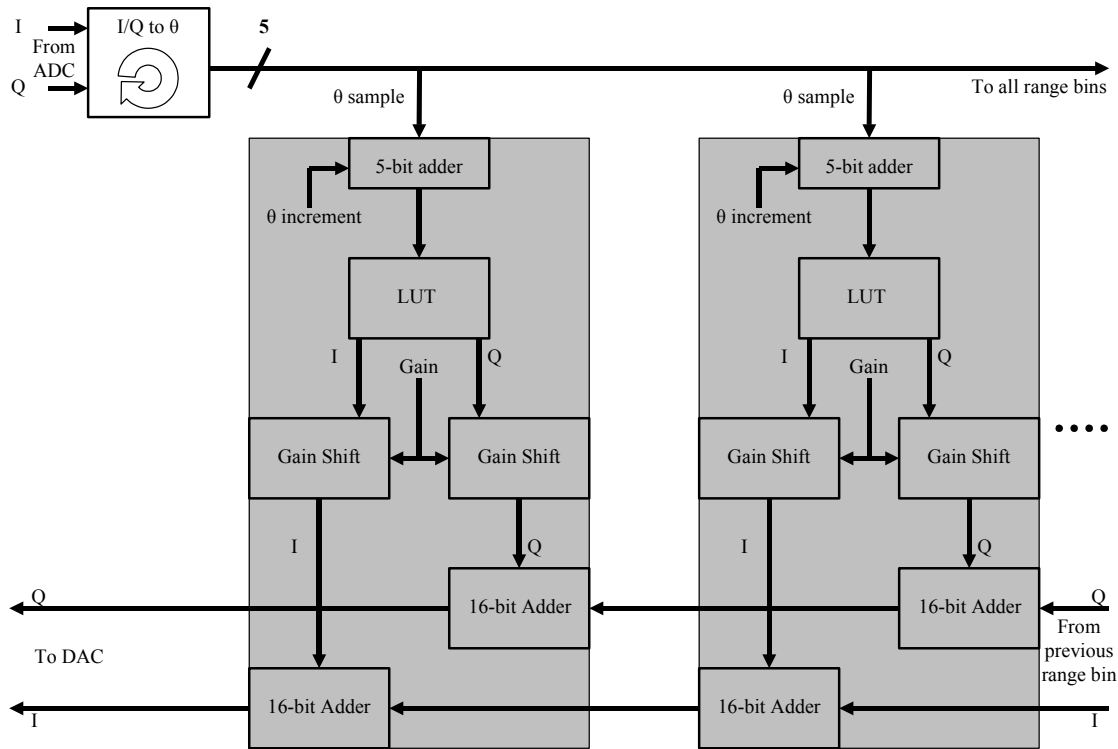 I
From
ADC
Q
I/Q to θ
5
To all range bins
θ sample
θ sample
5-bit adder
5-bit adder
θ increment
θ increment
LUT
LUT
I
Gain
Q
I
Gain
Q
Gain Shift
Gain Shift
Gain Shift
Gain Shift
I
Q
I
Q
Q
16-bit Adder
16-bit Adder
Q
To DAC
From
previous
range bin
16-bit Adder
16-bit Adder
I
I